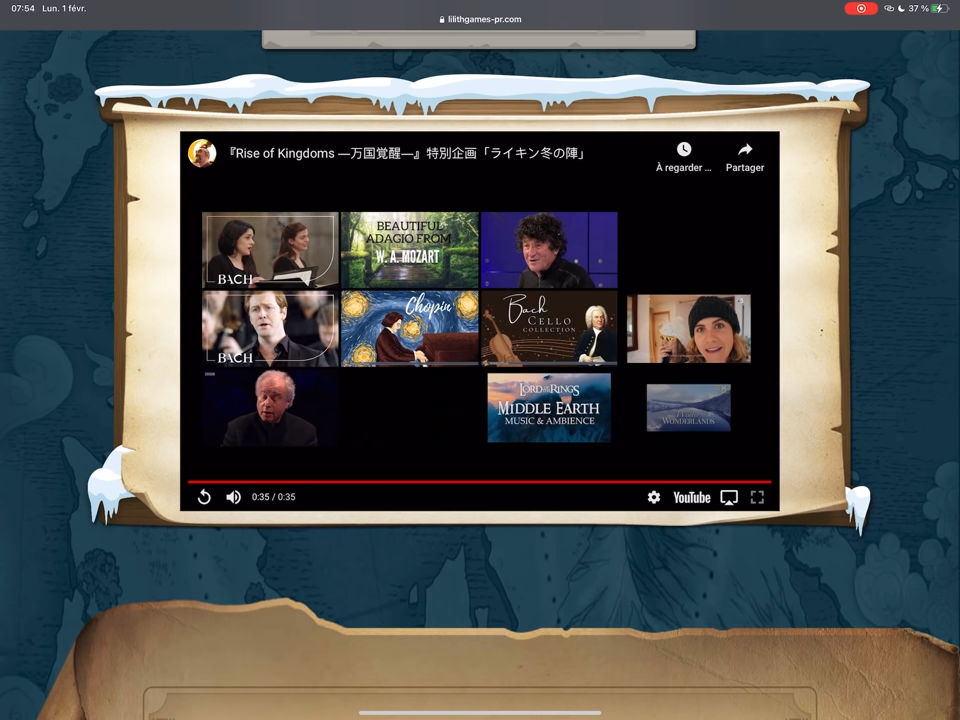 07:54 Lun. 1 févr.
37 %
lilithgames-pr.com
『Rise of Kingdoms ―万国覚醒―』特別企画「ライキン冬の陣」
À regarder ...
Partager
BACH
BEAUTIFUL
ADAGIO FROM
W. A. MOZART
BACH
Chopin
Bach
CELLO
COLLECTION
LORD OF THE RINGS
MIDDLE EARTH
MUSIC & AMBIENCE
WONDERLANDS
0:35 / 0:35
YouTube